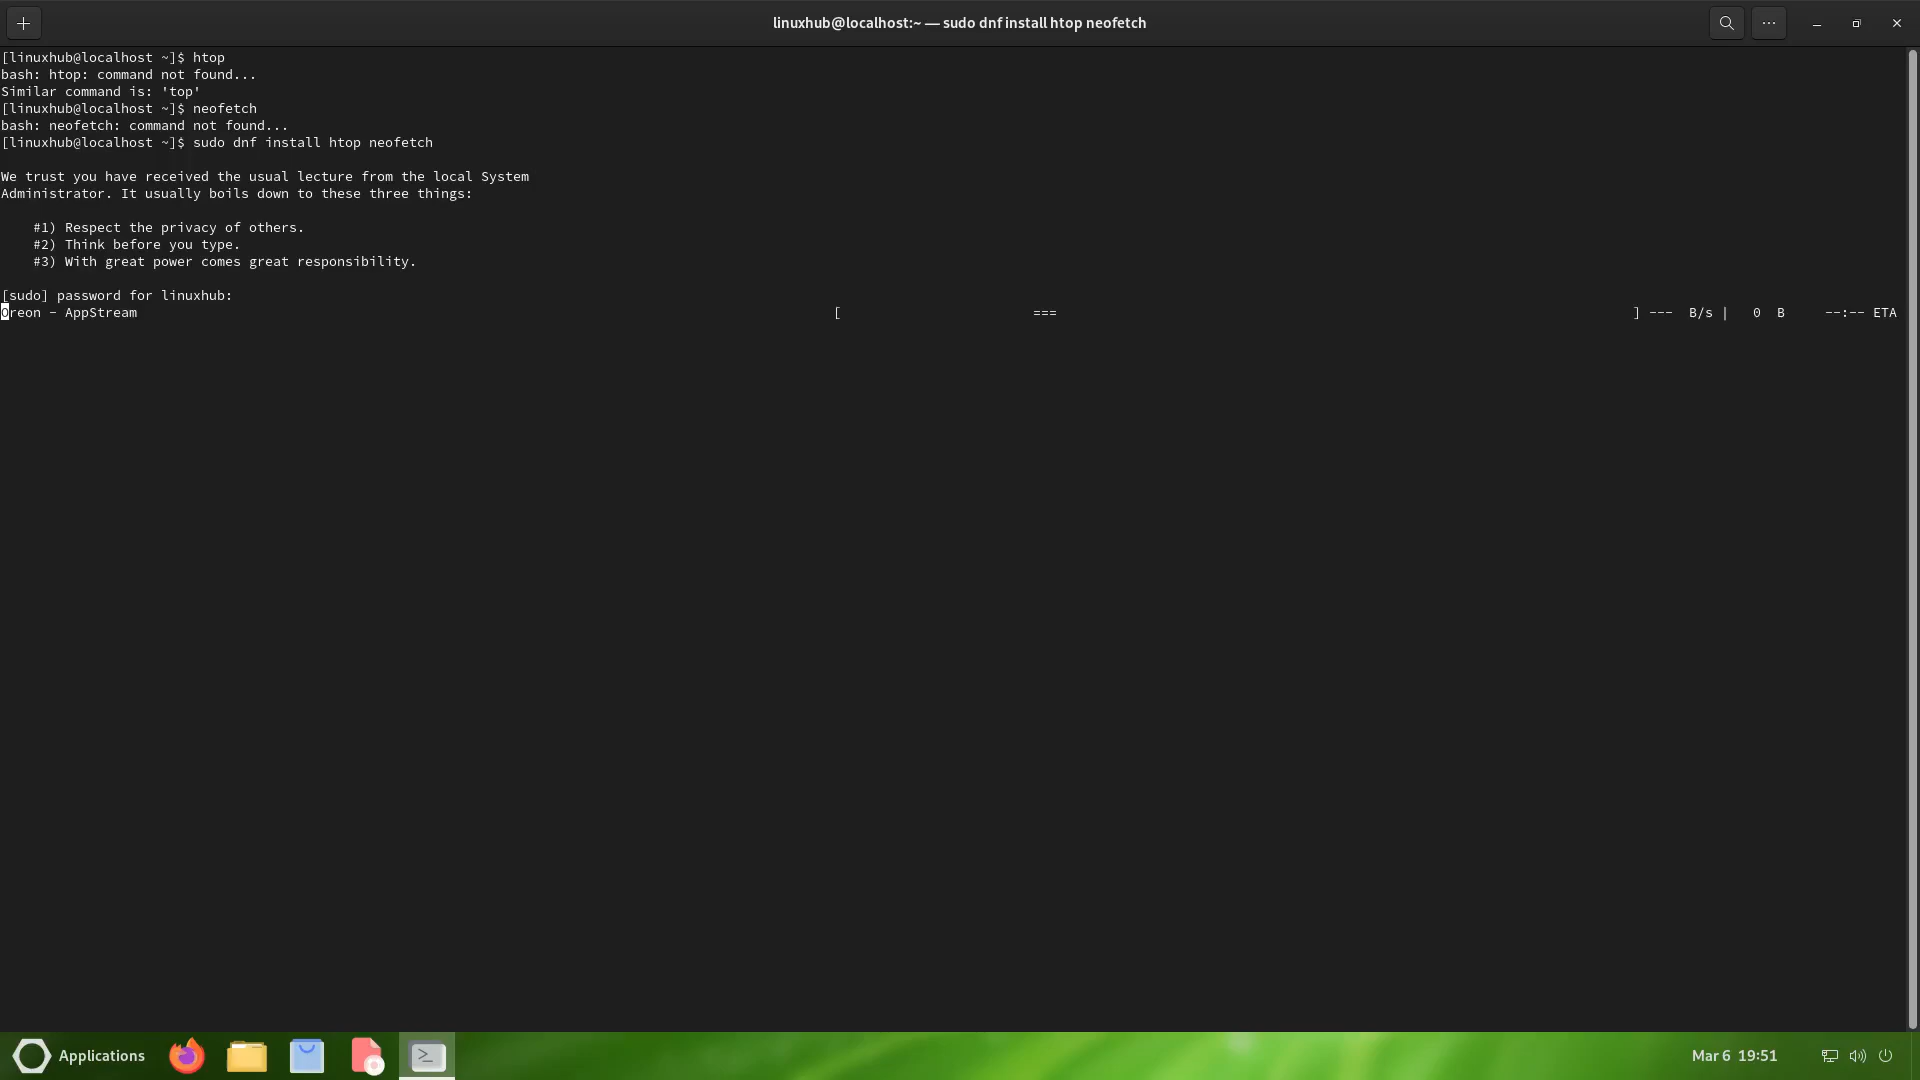 linuxhub@localhost:~ — sudo dnf install htop neofetch
[linuxhub@localhost ~]$ htop
bash: htop: command not found...
Similar command is: 'top'
[linuxhub@localhost ~]$ neofetch
bash: neofetch: command not found...
[linuxhub@localhost ~]$ sudo dnf install htop neofetch
We trust you have received the usual lecture from the local System
Administrator. It usually boils down to these three things:
#1) Respect the privacy of others.
#2) Think before you type.
#3) With great power comes great responsibility.
[sudo] password for linuxhub:
Oreon - AppStream [ === ] --- B/s | 0 B --:-- ETA
Applications
Mar 6 19:51